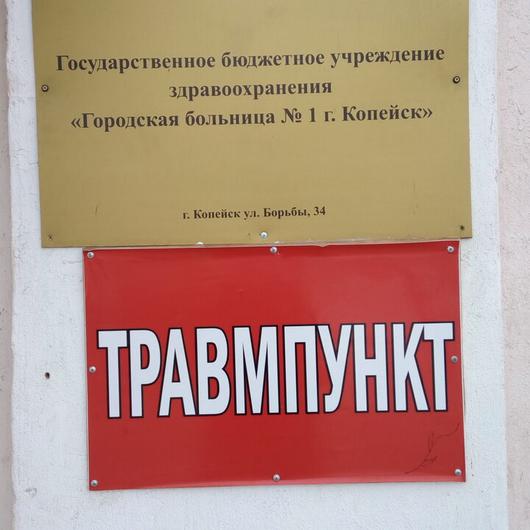 Государственное бюджетное учреждение
здравоохранения
«Городская больница № 1 г. Копейск»
г. Копейск ул. Борьбы, 34
ТРАВМПУНКТ